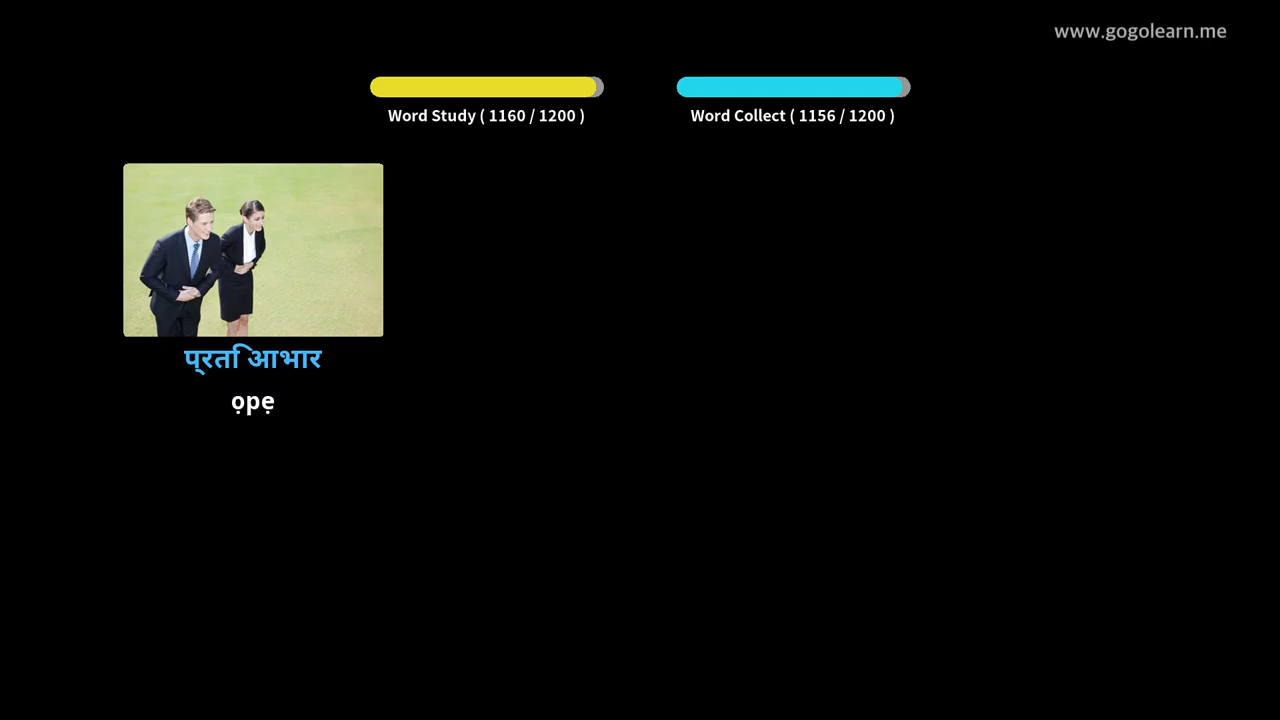 www.gogolearn.me
Word Study ( 1160 / 1200 )
Word Collect ( 1156 / 1200 )
प्रति आभार
ọpẹ